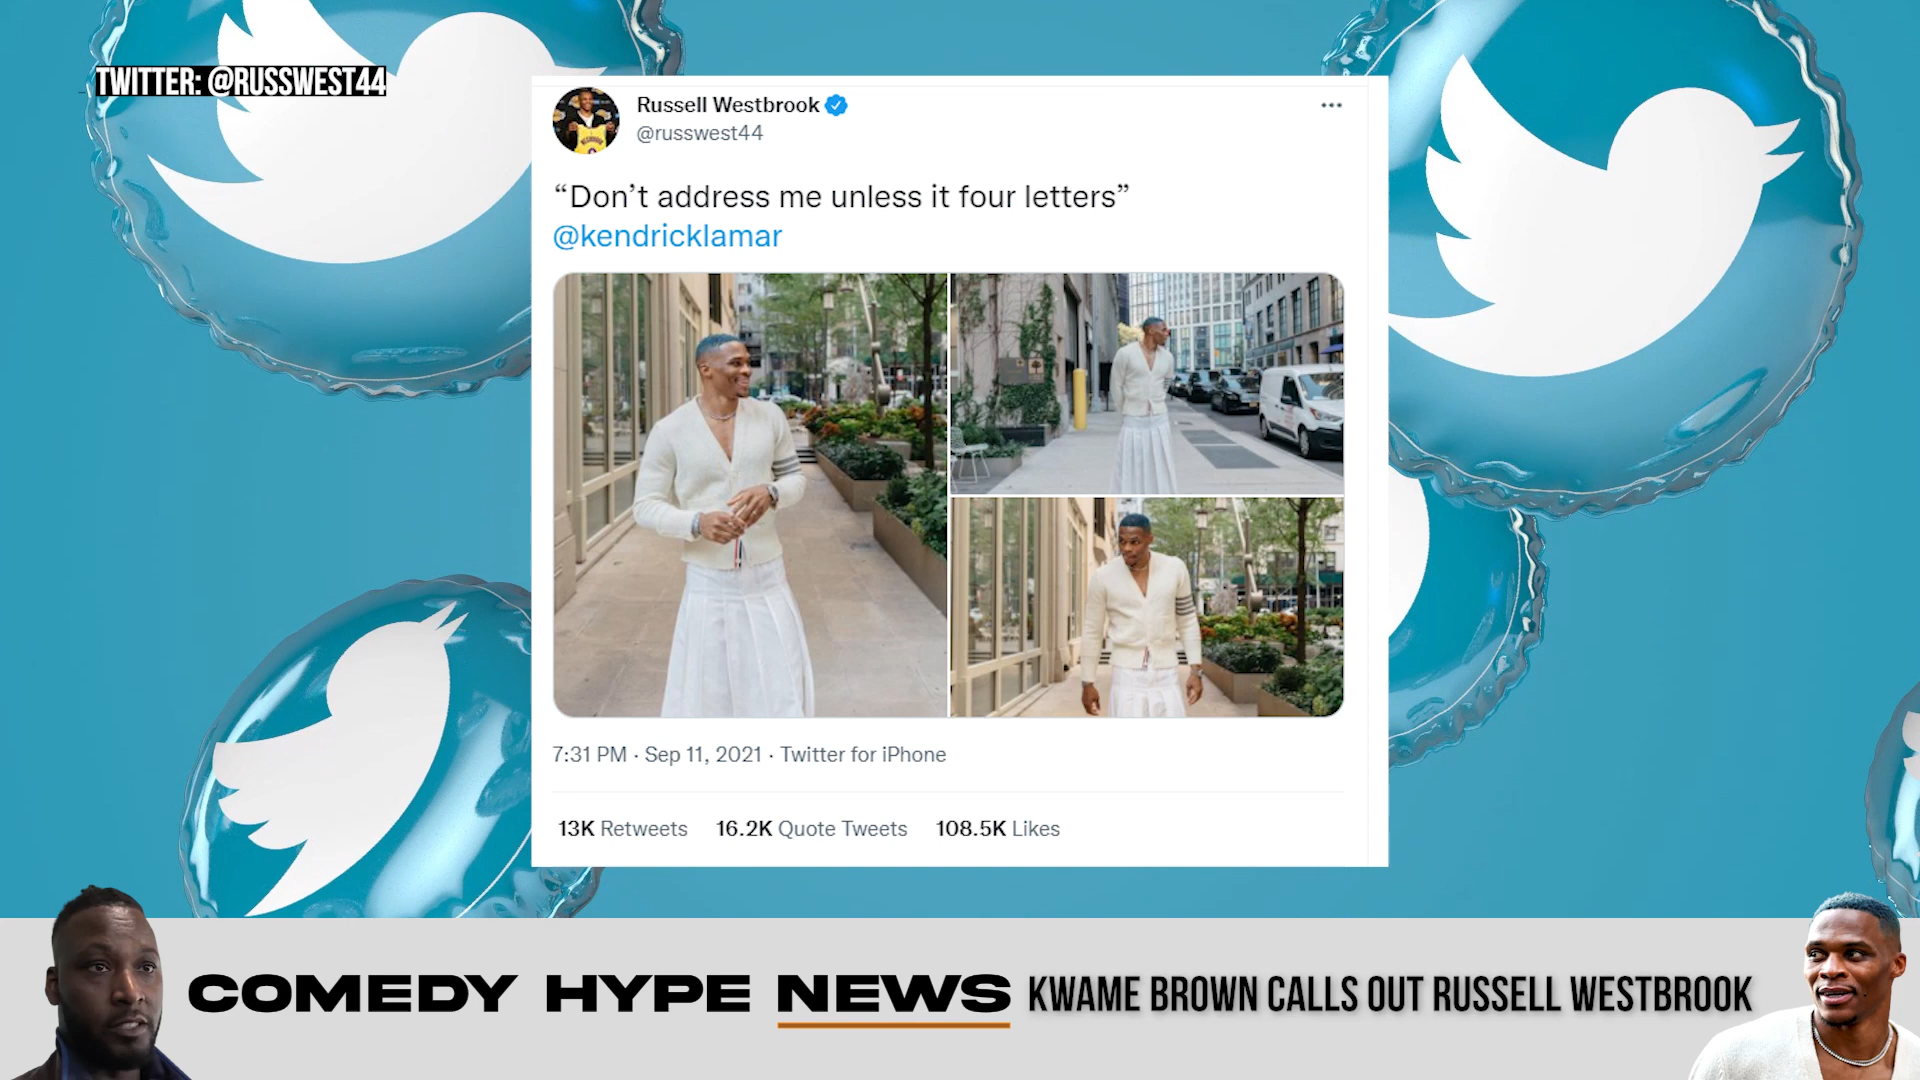 TWITTER: @RUSSWEST44
Russell Westbrook
@russwest44
“Don’t address me unless it four letters”
@kendricklamar
7:31 PM · Sep 11, 2021 · Twitter for iPhone
13K Retweets 16.2K Quote Tweets 108.5K Likes
COMEDY HYPE NEWS KWAME BROWN CALLS OUT RUSSELL WESTBROOK